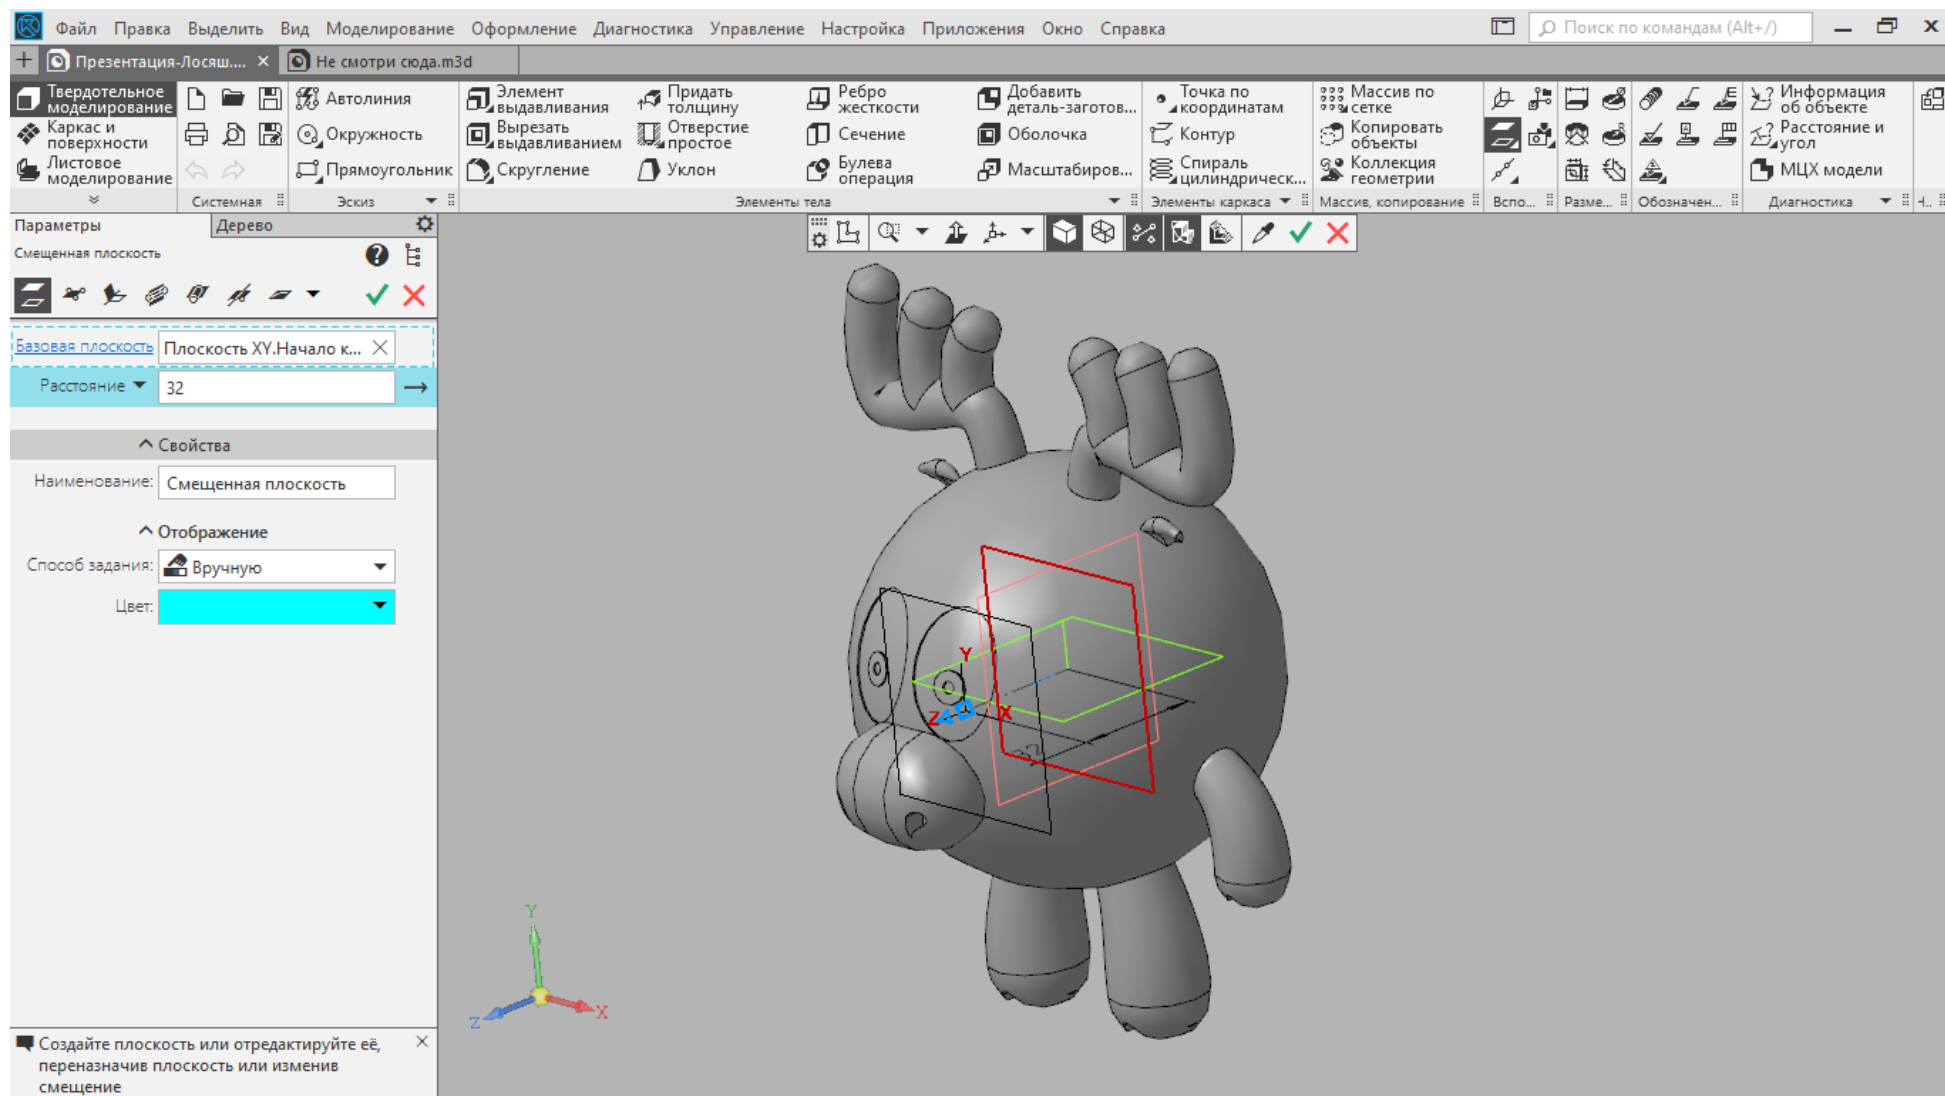 Файл Правка Выделить Вид Моделирование Оформление Диагностика Управление Настройка Приложения Окно Справка
Поиск по командам (Alt+/)
Презентация-Лосяш....
Не смотри сюда.m3d
Твердотельное
моделирование
Каркас и
поверхности
Листовое
моделирование
Системная
Автолиния
Окружность
Прямоугольник
Эскиз
Элемент
выдавливания
Вырезать
выдавливанием
Скругление
Придать
толщину
Отверстие
простое
Уклон
Ребро
жесткости
Сечение
Булева
операция
Добавить
деталь-заготов...
Оболочка
Масштабиров...
Элементы тела
Точка по
координатам
Контур
Спираль
цилиндрическ...
Элементы каркаса
Массив по
сетке
Копировать
объекты
Коллекция
геометрии
Массив, копирование
Вспо...
Разме...
Обозначен...
Информация
об объекте
Расстояние и
угол
МЦХ модели
Диагностика
Параметры
Дерево
Смещенная плоскость
Базовая плоскость
Плоскость XY.Начало к...
Расстояние
32
Свойства
Наименование:
Смещенная плоскость
Отображение
Способ задания:
Вручную
Цвет:
Создайте плоскость или отредактируйте её,
переназначив плоскость или изменив
смещение
Y
Z
X
32
Y
Z
X